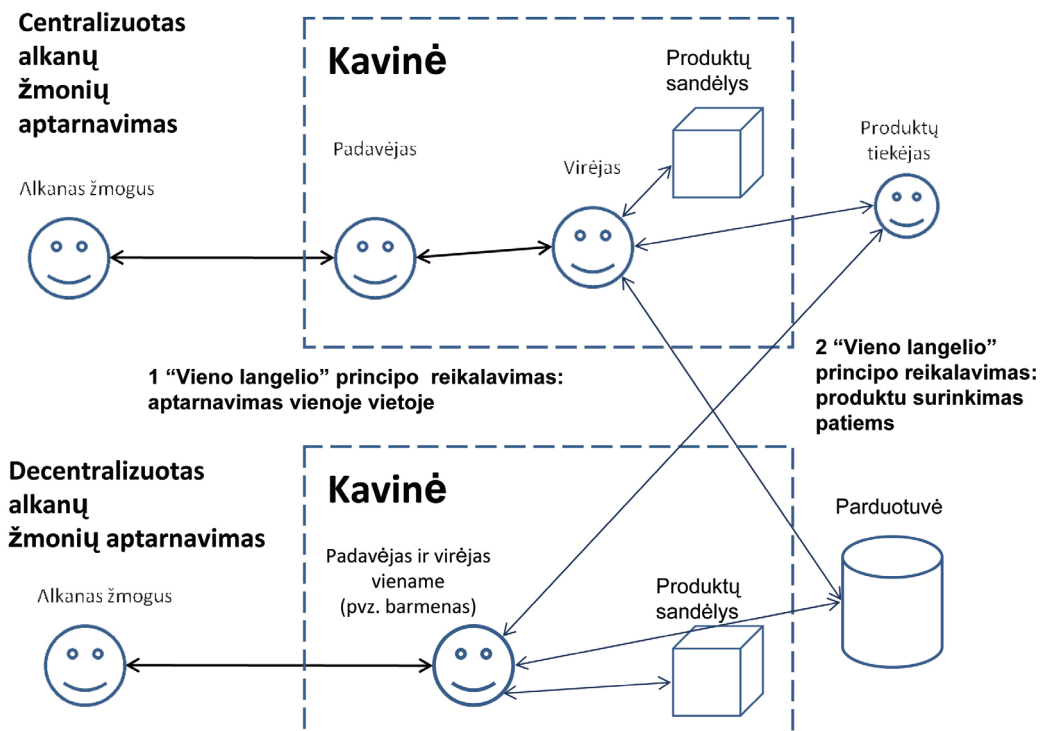 Centralizuotas
alkanų
žmonių
aptarnavimas
Kavinė
Produktų
sandėlys
Padavėjas
Virėjas
Produktų
tiekėjas
Alkanas žmogus
1 “Vieno langelio” principo reikalavimas:
aptarnavimas vienoje vietoje
2 “Vieno langelio”
principo reikalavimas:
produktu surinkimas
patiems
Decentralizuotas
alkanų
žmonių aptarnavimas
Kavinė
Parduotuvė
Padavėjas ir virėjas
viename
(pvz. barmenas)
Produktų
sandėlys
Alkanas žmogus